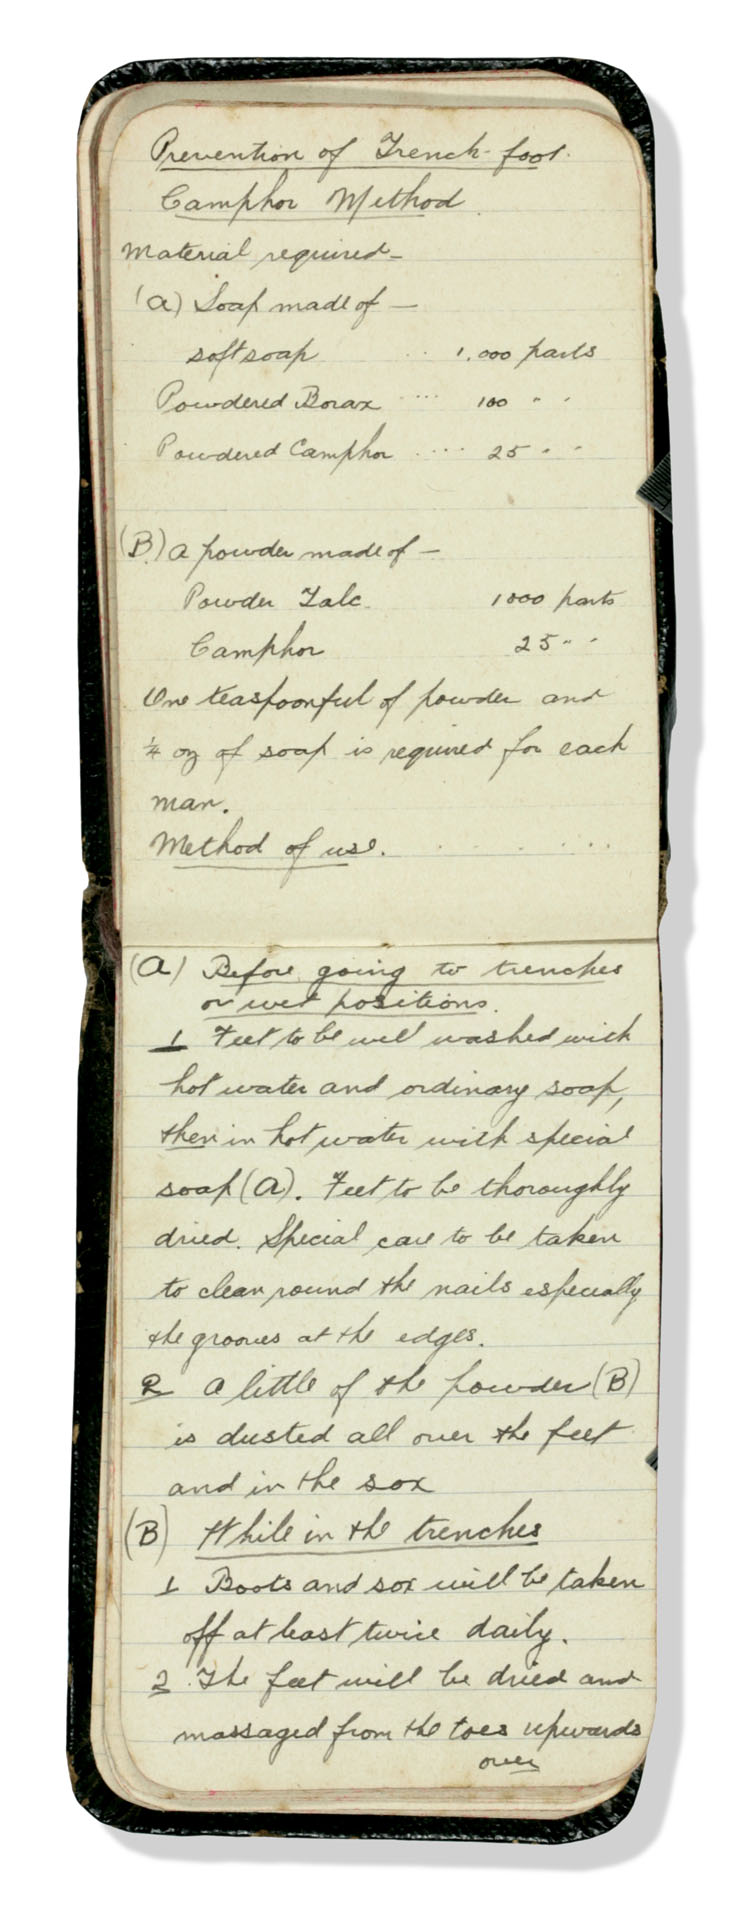 Prevention of Trench-foot.
Camphor Method
Material required—
(a) Soap made of —
soft soap .. 1,000 parts
Powdered Borax .... 100 " "
Powdered Camphor .... 25 " "
(B) a powder made of —
Powder Talc 1000 parts
Camphor 25 " "
One teaspoonful of powder and
1/4 oz of soap is required for each
man.
Method of use. . . . . .
(a) Before going to trenches
or wet positions.
1 Feet to be well washed with
hot water and ordinary soap,
then in hot water with special
soap (a). Feet to be thoroughly
dried. Special care to be taken
to clean round the nails especially
the grooves at the edges.
2 a little of the powder (B)
is dusted all over the feet
and in the sox
(B) While in the trenches
1 Boots and sox will be taken
off at least twice daily.
2 The feet will be dried and
massaged from the toes upwards
over